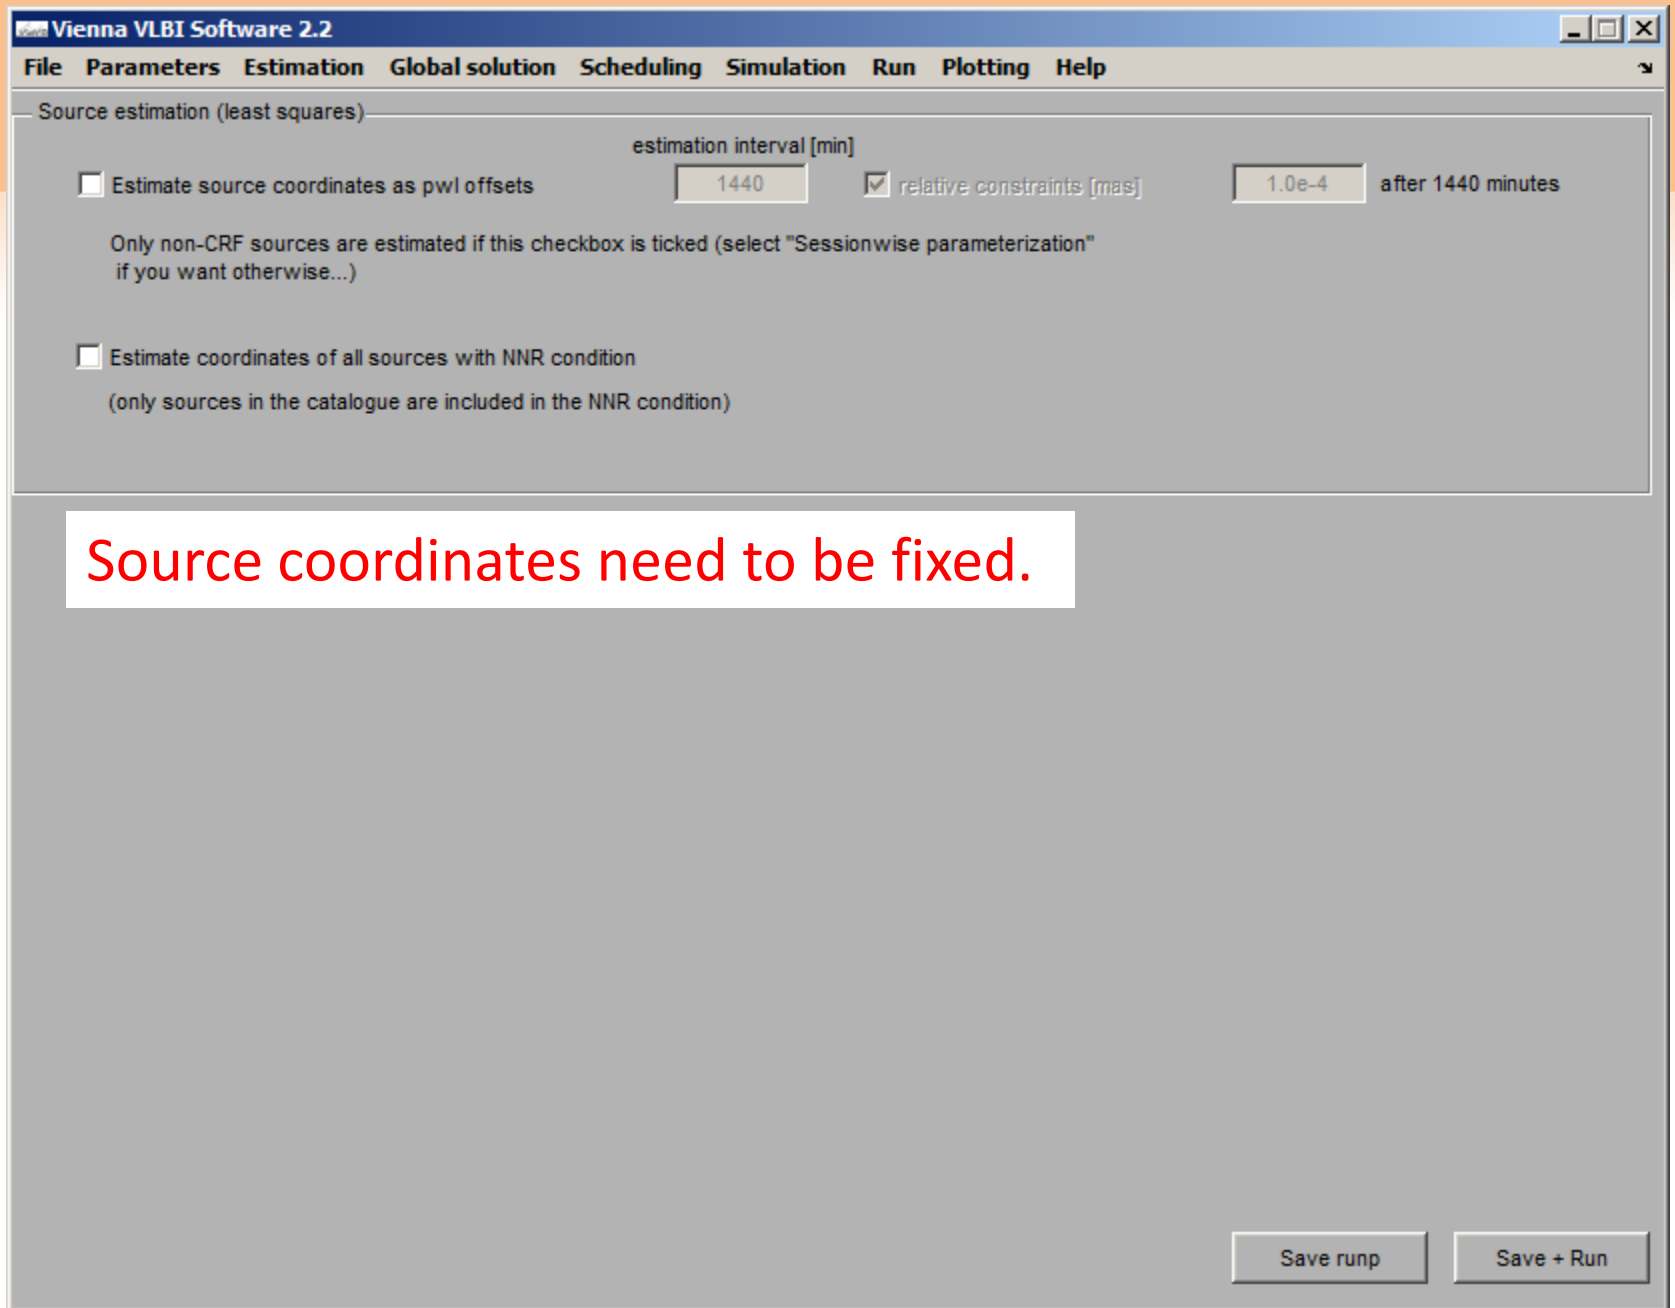 Vienna VLBI Software 2.2
File Parameters Estimation Global solution Scheduling Simulation Run Plotting Help
Source estimation (least squares)
estimation interval [min]
Estimate source coordinates as pwl offsets 1440 relative constraints [mas] 1.0e-4 after 1440 minutes
Only non-CRF sources are estimated if this checkbox is ticked (select "Sessionwise parameterization"
if you want otherwise...)
Estimate coordinates of all sources with NNR condition
(only sources in the catalogue are included in the NNR condition)
Source coordinates need to be fixed.
Save runp Save + Run